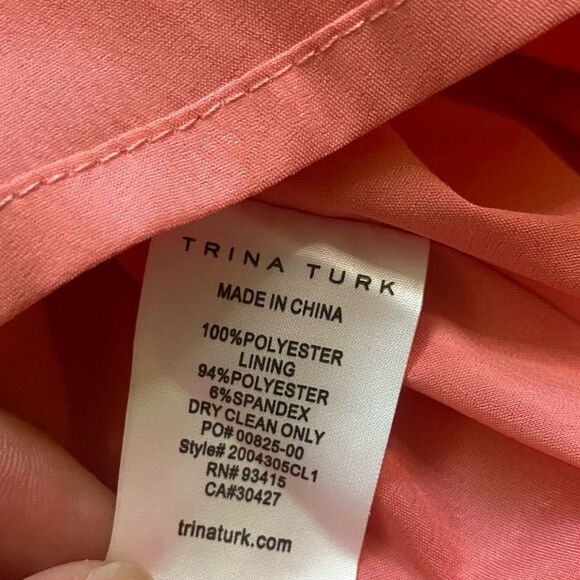 TRINA TURK
MADE IN CHINA
100%POLYESTER
LINING
94%POLYESTER
6%SPANDEX
DRY CLEAN ONLY
PO# 00825-00
Style# 2004305CL1
RN# 93415
CA#30427
trinaturk.com